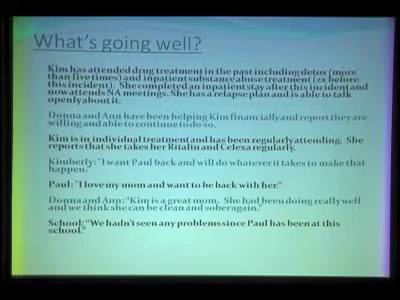 What's going well?
Kim has attended drug treatment in the past including detox (more
than five times) and inpatient substance abuse treatment (2x before
this incident). She completed an inpatient stay after this incident and
now attends NA meetings. She has a relapse plan and is able to talk
openly about it.
Donna and Ann have been helping Kim financially and report they are
willing and able to continue to do so.
Kim is in individual treatment and has been regularly attending. She
reports that she takes her Ritalin and Celexa regularly.
Kimberly: "I want Paul back and will do whatever it takes to make that
happen."
Paul: "I love my mom and want to be back with her."
Donna and Ann: "Kim is a great mom. She had been doing really well
and we think she can be clean and sober again."
School: "We hadn't seen any problems since Paul has been at this
school."